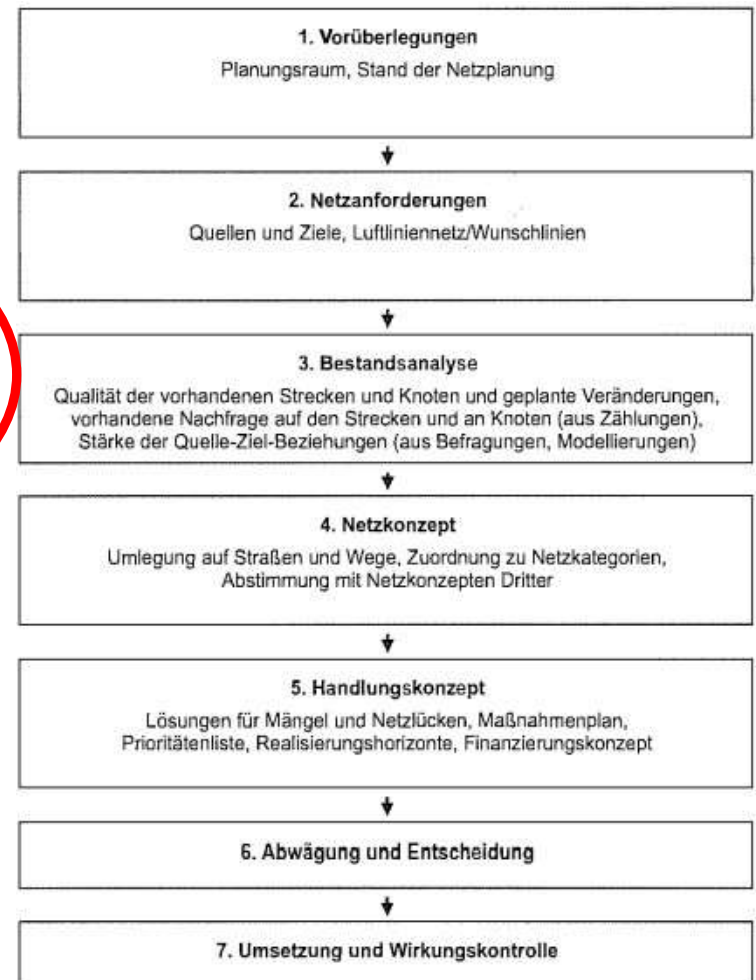 1. Vorüberlegungen
Planungsraum, Stand der Netzplanung
2. Netzanforderungen
Quellen und Ziele, Luftliniennetz/Wunschlinien
3. Bestandsanalyse
Qualität der vorhandenen Strecken und Knoten und geplante Veränderungen,
vorhandene Nachfrage auf den Strecken und an Knoten (aus Zählungen),
Stärke der Quelle-Ziel-Beziehungen (aus Befragungen, Modellierungen)
4. Netzkonzept
Umlegung auf Straßen und Wege, Zuordnung zu Netzkategorien,
Abstimmung mit Netzkonzepten Dritter
5. Handlungskonzept
Lösungen für Mängel und Netzlücken, Maßnahmenplan,
Prioritätenliste, Realisierungshorizonte, Finanzierungskonzept
6. Abwägung und Entscheidung
7. Umsetzung und Wirkungskontrolle